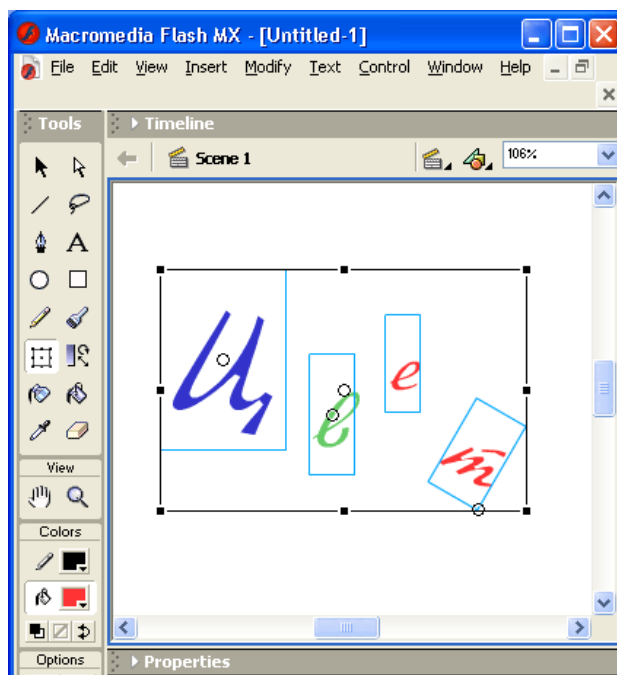 Macromedia Flash MX - [Untitled-1]
File Edit View Insert Modify Text Control Window Help
Tools
Timeline
Scene 1
106%
A
Ц в е т
View
Colors
Options
Properties